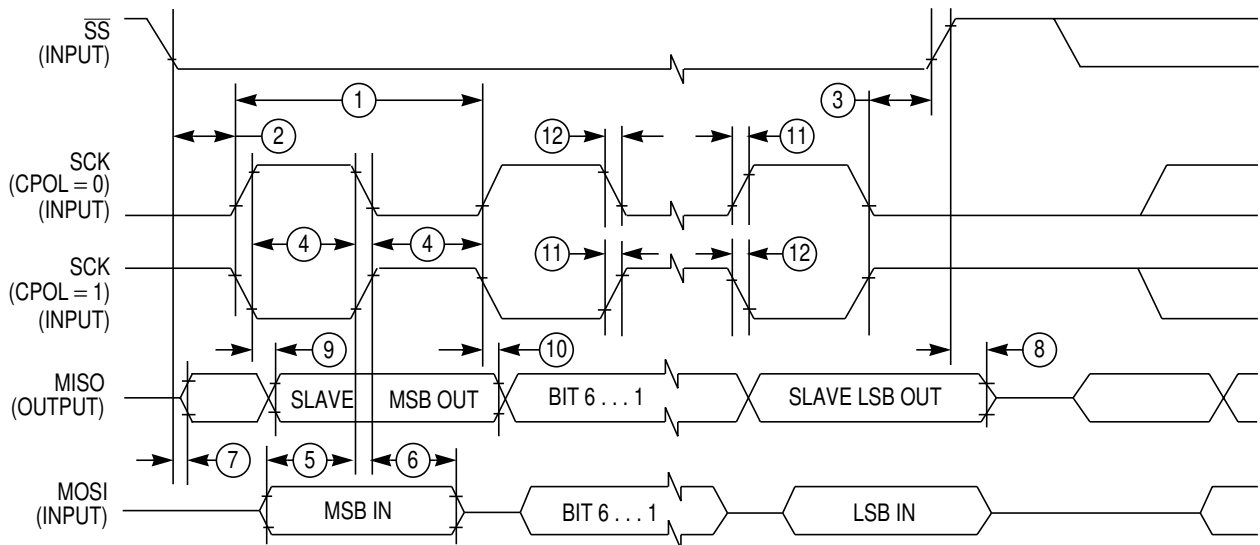 SS
(INPUT)
1
3
2
12
11
SCK
(CPOL = 0)
(INPUT)
4
4
11
12
SCK
(CPOL = 1)
(INPUT)
9
10
8
MISO
(OUTPUT)
SLAVE
MSB OUT
BIT 6 . . . 1
SLAVE LSB OUT
7
5
6
MOSI
(INPUT)
MSB IN
BIT 6 . . . 1
LSB IN